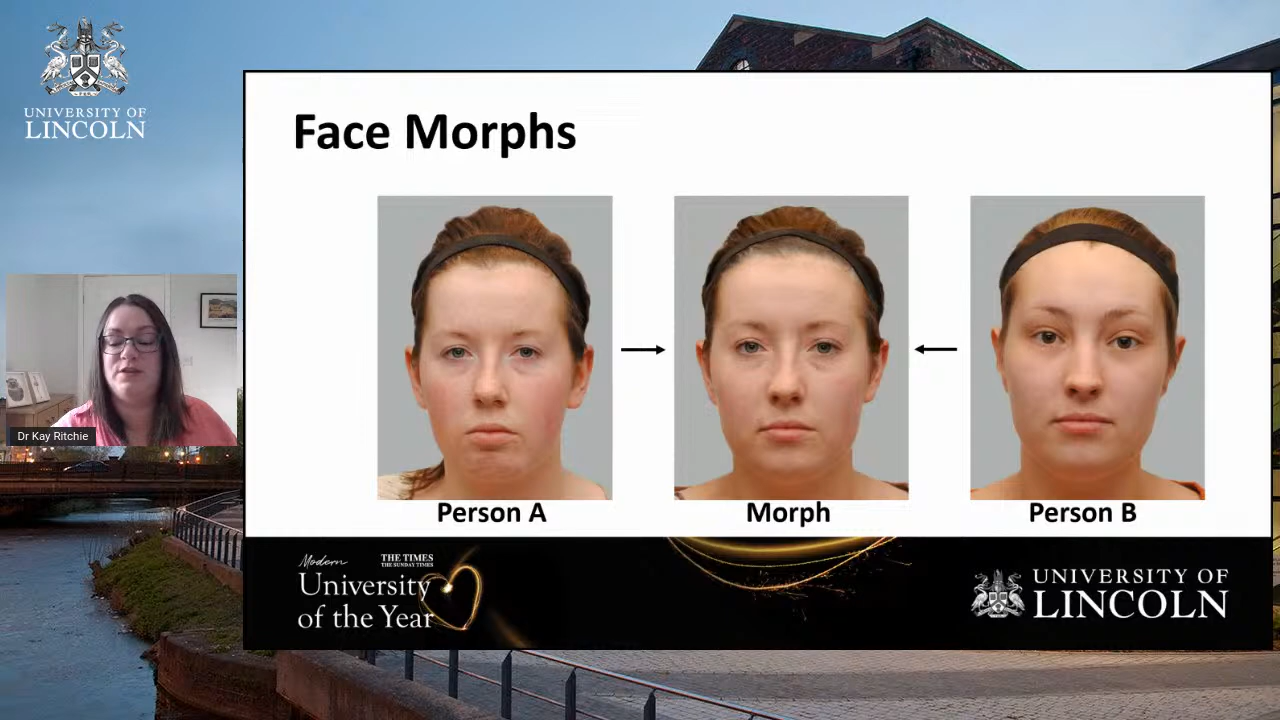 UNIVERSITY OF
LINCOLN
Face Morphs
Dr Kay Ritchie
Person A
Morph
Person B
Modern
THE TIMES
THE SUNDAY TIMES
University
of the Year
UNIVERSITY OF
LINCOLN